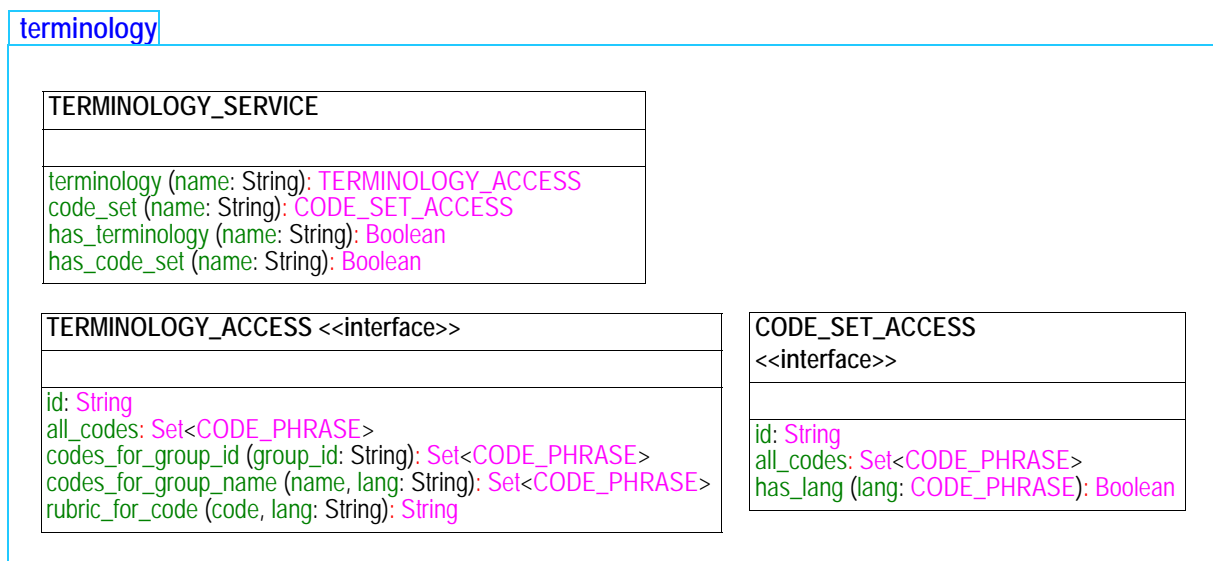 terminology
TERMINOLOGY_SERVICE
terminology (name: String): TERMINOLOGY_ACCESS
code_set (name: String): CODE_SET_ACCESS
has_terminology (name: String): Boolean
has_code_set (name: String): Boolean
TERMINOLOGY_ACCESS <<interface>>
id: String
all_codes: Set<CODE_PHRASE>
codes_for_group_id (group_id: String): Set<CODE_PHRASE>
codes_for_group_name (name, lang: String): Set<CODE_PHRASE>
rubric_for_code (code, lang: String): String
CODE_SET_ACCESS
<<interface>>
id: String
all_codes: Set<CODE_PHRASE>
has_lang (lang: CODE_PHRASE): Boolean